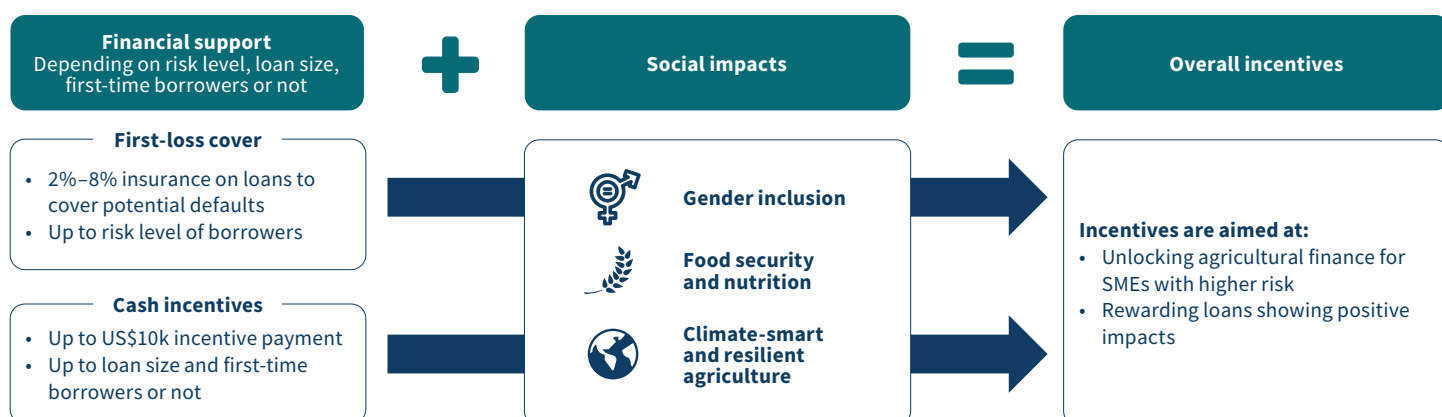 Financial support
Depending on risk level, loan size,
first-time borrowers or not
Social impacts
Overall incentives
First-loss cover
• 2%–8% insurance on loans to
cover potential defaults
• Up to risk level of borrowers
Cash incentives
• Up to US$10k incentive payment
• Up to loan size and first-time
borrowers or not
Gender inclusion
Food security
and nutrition
Climate-smart
and resilient
agriculture
Incentives are aimed at:
• Unlocking agricultural finance for
SMEs with higher risk
• Rewarding loans showing positive
impacts